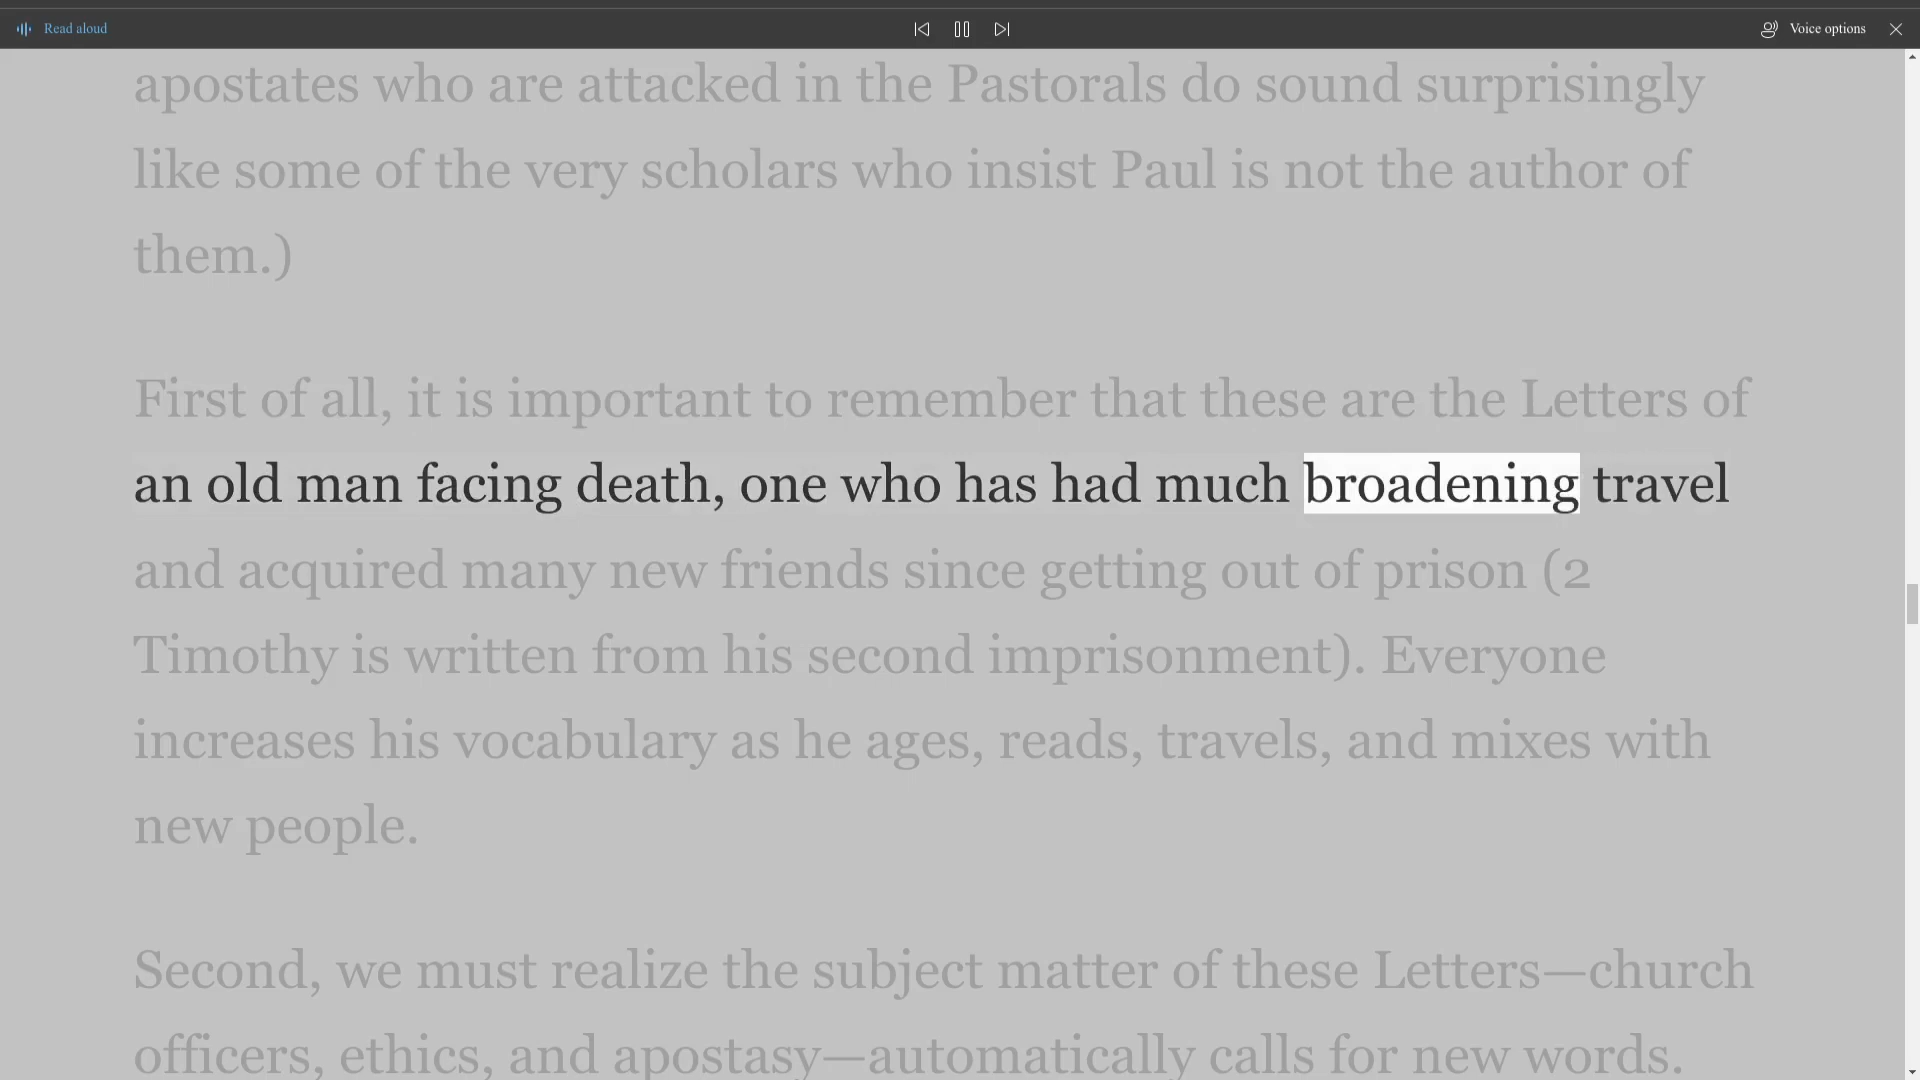 Read aloud
Voice options
apostates who are attacked in the Pastorals do sound surprisingly
like some of the very scholars who insist Paul is not the author of
them.)
First of all, it is important to remember that these are the Letters of
an old man facing death, one who has had much broadening travel
and acquired many new friends since getting out of prison (2
Timothy is written from his second imprisonment). Everyone
increases his vocabulary as he ages, reads, travels, and mixes with
new people.
Second, we must realize the subject matter of these Letters—church
officers, ethics, and apostasy—automatically calls for new words.